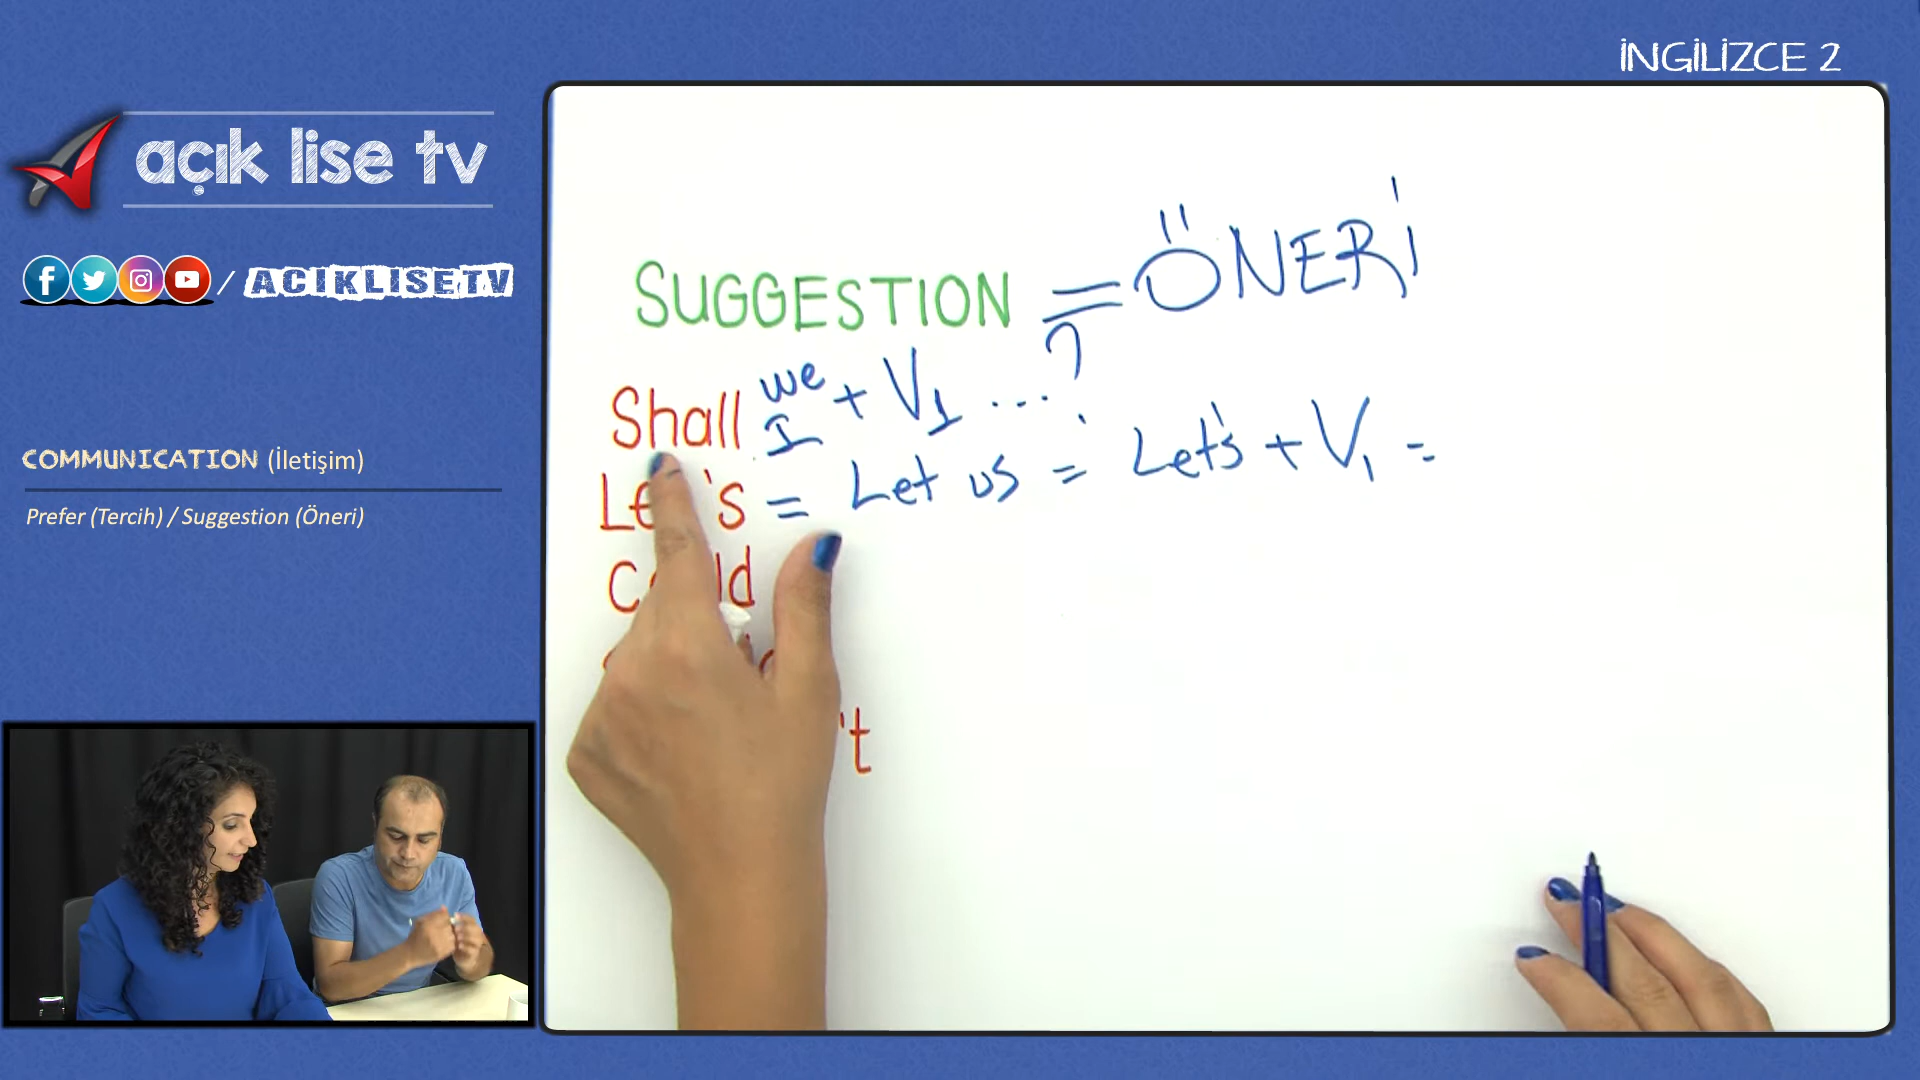 İNGİLİZCE 2
açık lise tv
/ ACIKLISETV
COMMUNICATION (İletişim)
Prefer (Tercih) / Suggestion (Öneri)
SUGGESTION = ÖNERİ
Shall we I + V1 ... ?
= Let us = Let's + V1 =
't